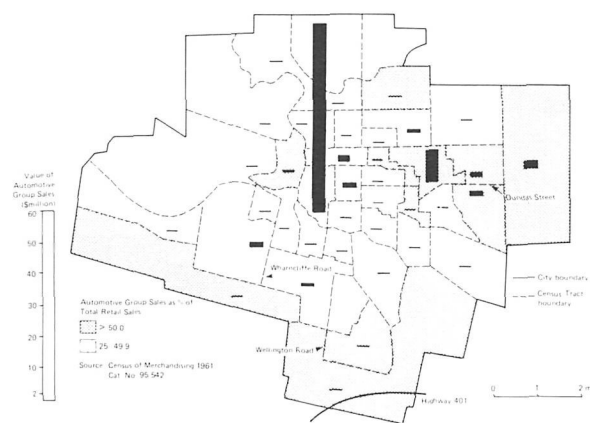 Value of
Automotive
Group Sales
($million)
60
50
40
30
20
10
2
Automotive Group Sales as % of
Total Retail Sales
> 50.0
25 49.9
Source: Census of Merchandising 1961
Cat. No. 95.542
Dundas Street
Wharncliffe Road
Wellington Road
Highway 401
City boundary
Census Tract
boundary
0 1 2 m